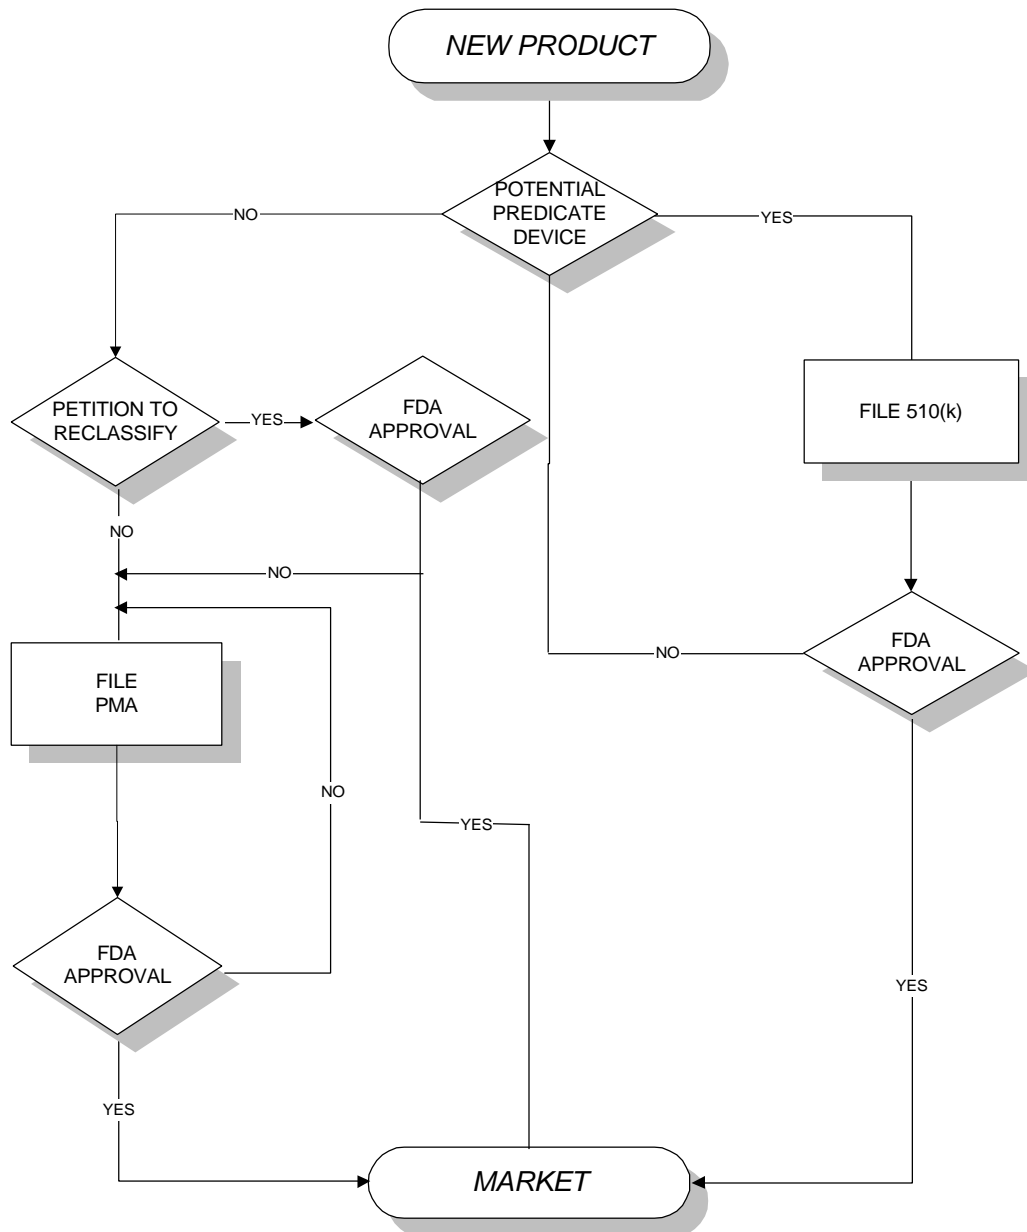 NEW PRODUCT
POTENTIAL
PREDICATE
DEVICE
NO
YES
PETITION TO
RECLASSIFY
YES
FDA
APPROVAL
FILE 510(k)
NO
NO
NO
FDA
APPROVAL
FILE
PMA
NO
YES
FDA
APPROVAL
YES
YES
MARKET